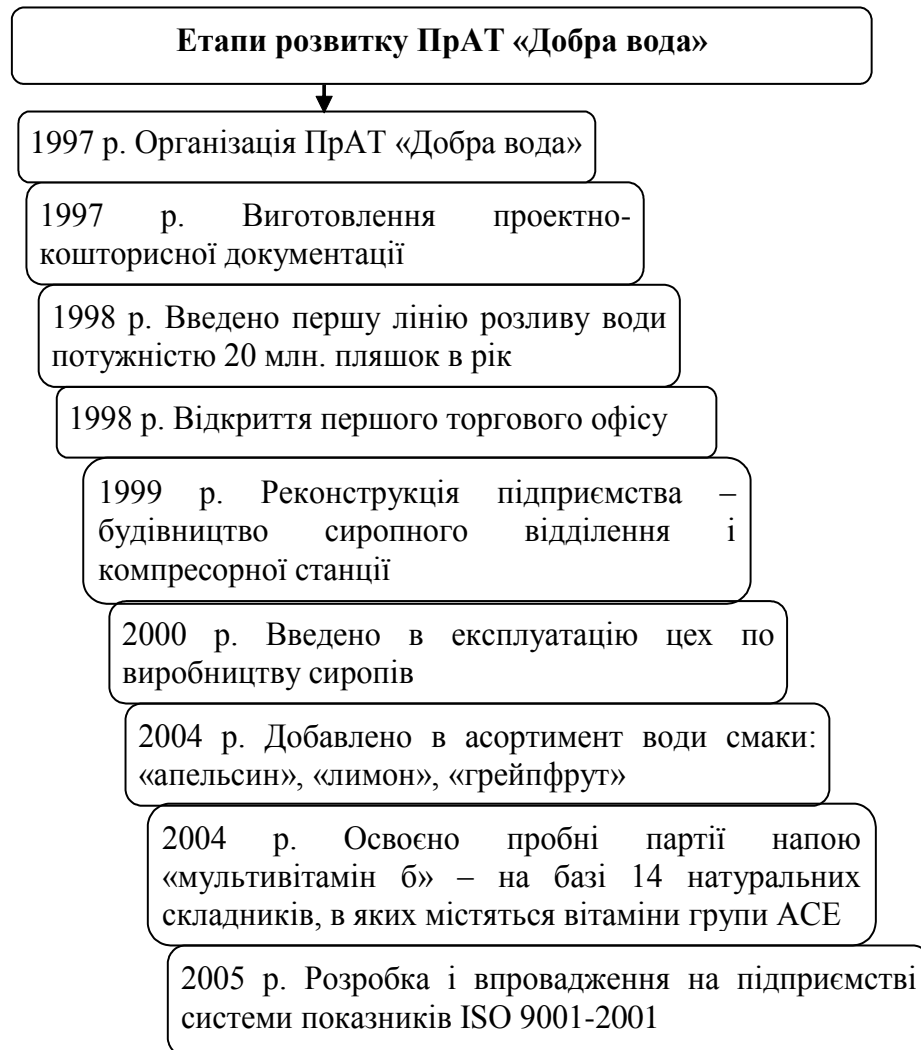 Етапи розвитку ПрАТ «Добра вода»
1997 р. Організація ПрАТ «Добра вода»
1997 р. Виготовлення проектно-
кошторисної документації
1998 р. Введено першу лінію розливу води
потужністю 20 млн. пляшок в рік
1998 р. Відкриття першого торгового офісу
1999 р. Реконструкція підприємства –
будівництво сиропного відділення і
компресорної станції
2000 р. Введено в експлуатацію цех по
виробництву сиропів
2004 р. Добавлено в асортимент води смаки:
«апельсин», «лимон», «грейпфрут»
2004 р. Освоєно пробні партії напою
«мультивітамін б» – на базі 14 натуральних
складників, в яких містяться вітаміни групи АСЕ
2005 р. Розробка і впровадження на підприємстві
системи показників ISO 9001-2001